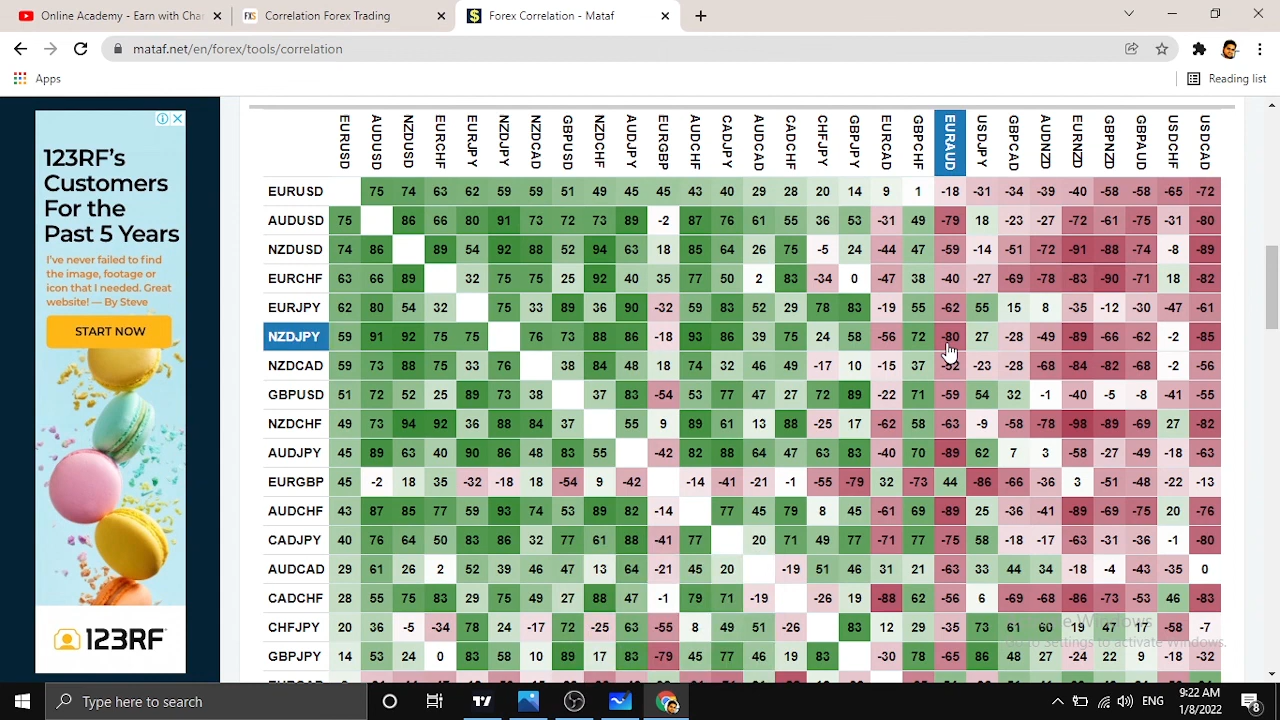 Online Academy - Earn with Chat
Correlation Forex Trading
Forex Correlation - Mataf
mataf.net/en/forex/tools/correlation
Apps
Reading list
123RF's
Customers
For the
Past 5 Years
I've never failed to find
the image, footage or
icon that I needed. Great
website! — By Steve
START NOW
123RF
EURUSD AUDUSD NZDUSD EURCHF EURJPY NZDJPY NZDCAD GBPUSD NZDCHF AUDJPY EURGBP AUDCHF CADJPY AUDCAD CADCHF CHFJPY GBPJPY EURCAD GBPCHF EURAUD USDJPY GBPCAD AUDNZD EURNZD GBPNZD GBPAUD USDCHF USDCAD
EURUSD 75 74 63 62 59 59 51 49 45 45 43 40 29 28 20 14 9 1 -18 -31 -34 -39 -40 -58 -58 -65 -72
AUDUSD 75 86 66 80 91 73 72 73 89 -2 87 76 61 55 36 53 -31 49 -79 18 -23 -27 -72 -61 -75 -31 -80
NZDUSD 74 86 89 54 92 88 52 94 63 18 85 64 26 75 -5 24 -44 47 -59 -14 -51 -72 -91 -88 -74 -8 -89
EURCHF 63 66 89 32 75 75 25 92 40 35 77 50 2 83 -34 0 -47 38 -40 -27 -69 -78 -83 -90 -71 18 -82
EURJPY 62 80 54 32 75 33 89 36 90 -32 59 83 52 29 78 83 -19 55 -62 55 15 8 -35 -12 -30 -47 -61
NZDJPY 59 91 92 75 75 76 73 88 86 -18 93 86 39 75 24 58 -56 72 -80 27 -28 -49 -89 -66 -62 -2 -85
NZDCAD 59 73 88 75 33 76 38 84 48 18 74 32 46 49 -17 10 -15 37 -23 -28 -68 -84 -82 -68 -2 -56
GBPUSD 51 72 52 25 89 73 38 37 83 -54 53 77 47 27 72 89 -22 71 -59 54 32 -1 -40 -5 -8 -41 -55
NZDCHF 49 73 94 92 36 88 84 37 55 9 89 61 13 88 -25 17 -62 58 -63 -9 -58 -78 -98 -89 -69 27 -82
AUDJPY 45 89 63 40 90 86 48 83 55 -42 82 88 64 47 63 83 -40 70 -89 62 7 3 -58 -27 -49 -18 -63
EURGBP 45 -2 18 35 -32 -18 18 -54 9 -42 -14 -41 -21 -1 -55 -79 32 -73 44 -86 -66 -36 3 -51 -48 -22 -13
AUDCHF 43 87 85 77 59 93 74 53 89 82 -14 77 45 79 8 45 -61 69 -89 25 -36 -41 -89 -69 -75 20 -76
CADJPY 40 76 64 50 83 86 32 77 61 88 -41 77 20 71 49 77 -71 77 -75 58 -18 -17 -63 -31 -36 -1 -80
AUDCAD 29 61 26 2 52 39 46 47 13 64 -21 45 20 -19 51 46 31 21 -63 33 44 34 -18 -4 -43 -35 0
CADCHF 28 55 75 83 29 75 49 27 88 47 -1 79 71 -19 -26 19 -88 62 -56 6 -69 -68 -86 -73 -53 46 -83
CHFJPY 20 36 -5 -34 78 24 -17 72 -25 63 -55 8 49 51 -26 83 12 29 -35 73 61 60 19 47 17 -58 -7
GBPJPY 14 53 24 0 83 58 10 89 17 83 -79 45 77 46 19 83 -30 78 -65 86 48 27 -24 22 9 -18 -32
Activate Windows
Go to Settings to activate Windows.
Type here to search
ENG
9:22 AM
1/8/2022
8